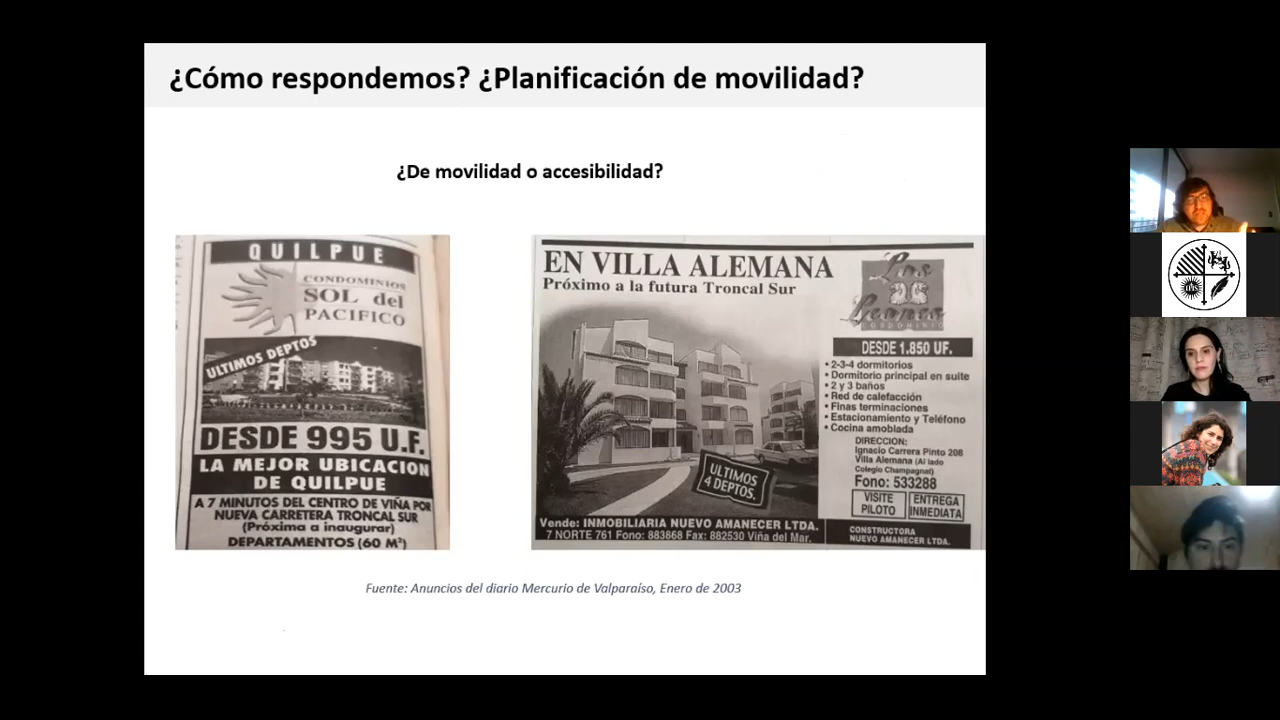 ¿Cómo respondemos? ¿Planificación de movilidad?
¿De movilidad o accesibilidad?
QUILPUE
CONDOMINIOS
SOL del
PACIFICO
ULTIMOS DEPTOS
DESDE 995 U.F.
LA MEJOR UBICACION
DE QUILPUE
A 7 MINUTOS DEL CENTRO DE VIÑA POR
NUEVA CARRETERA TRONCAL SUR
(Próxima a inaugurar)
DEPARTAMENTOS (60 M²)
EN VILLA ALEMANA
Próximo a la futura Troncal Sur
Los
Leones
CONDOMINIO
DESDE 1.850 UF.
• 2-3-4 dormitorios
• Dormitorio principal en suite
• 2 y 3 baños
• Red de calefacción
• Finas terminaciones
• Estacionamiento y Teléfono
• Cocina amoblada
DIRECCION:
Ignacio Carrera Pinto 208
Villa Alemana (Al lado
Colegio Champagnat)
Fono: 533288
VISITE
PILOTO
ENTREGA
INMEDIATA
ULTIMOS
4 DEPTOS.
Vende: INMOBILIARIA NUEVO AMANECER LTDA.
7 NORTE 761 Fono: 883868 Fax: 882530 Viña del Mar.
CONSTRUCTORA
NUEVO AMANECER LTDA.
Fuente: Anuncios del diario Mercurio de Valparaíso, Enero de 2003